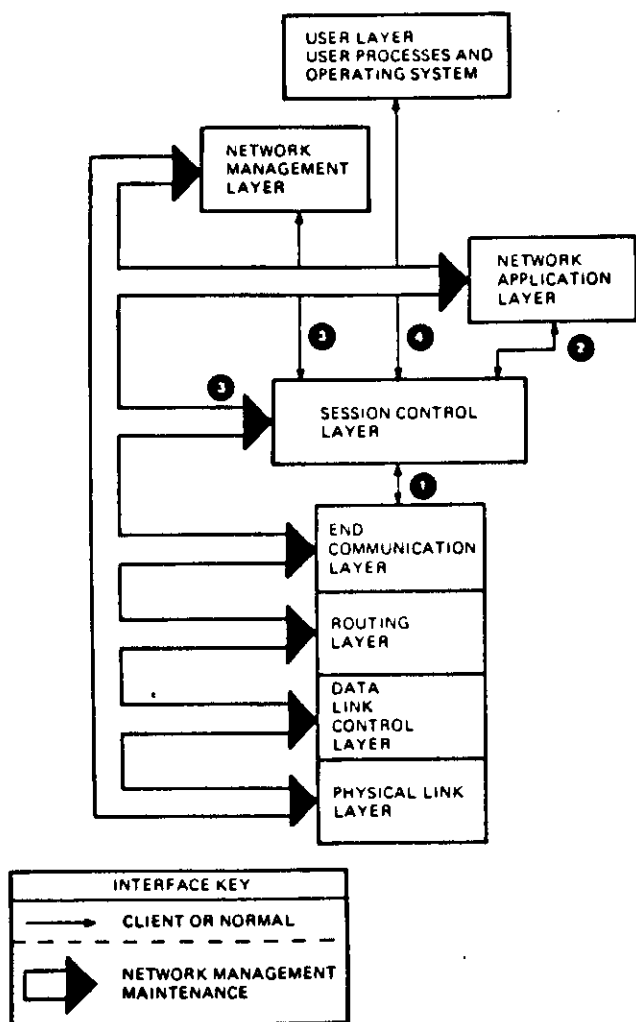 USER LAYER
USER PROCESSES AND
OPERATING SYSTEM
NETWORK
MANAGEMENT
LAYER
NETWORK
APPLICATION
LAYER
3
4
2
3
SESSION CONTROL
LAYER
1
END
COMMUNICATION
LAYER
ROUTING
LAYER
DATA
LINK
CONTROL
LAYER
PHYSICAL LINK
LAYER
INTERFACE KEY
CLIENT OR NORMAL
NETWORK MANAGEMENT
MAINTENANCE